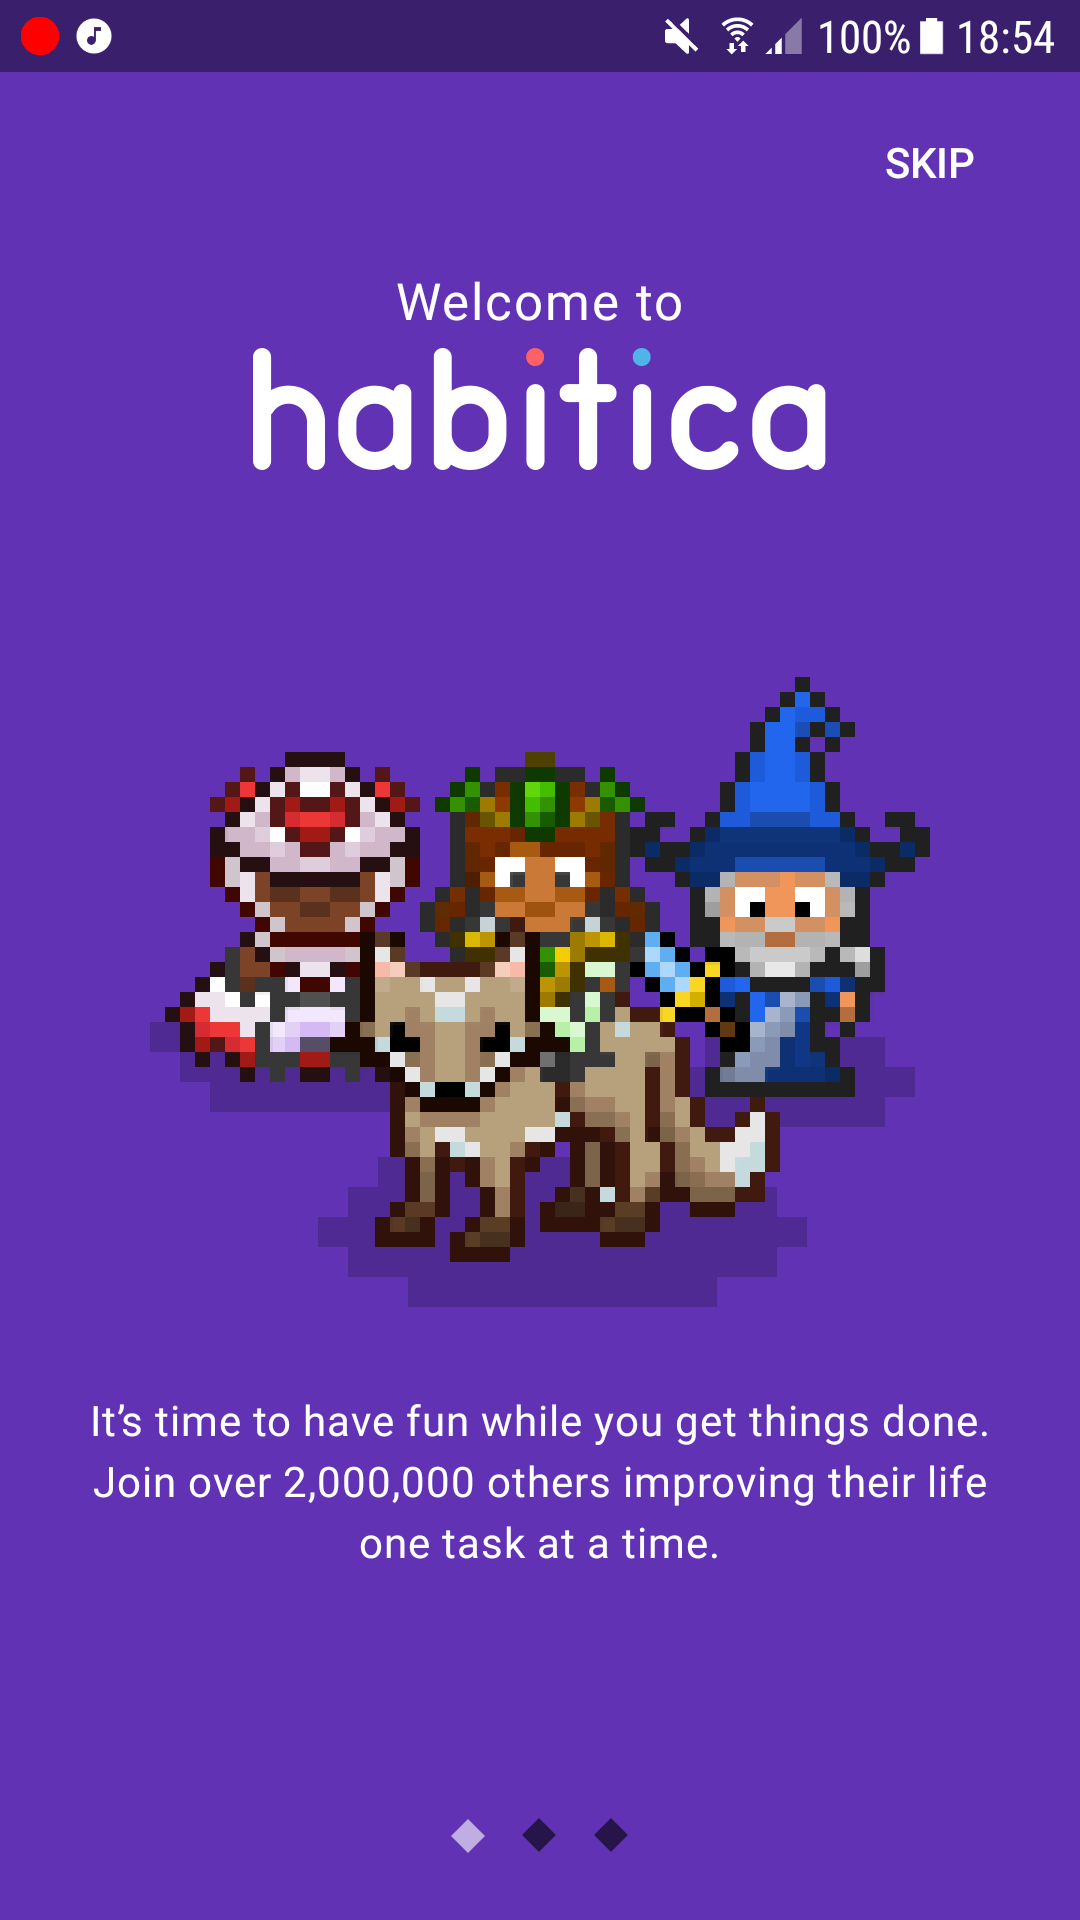 100% 18:54
SKIP
Welcome to
habitica
It’s time to have fun while you get things done.
Join over 2,000,000 others improving their life
one task at a time.